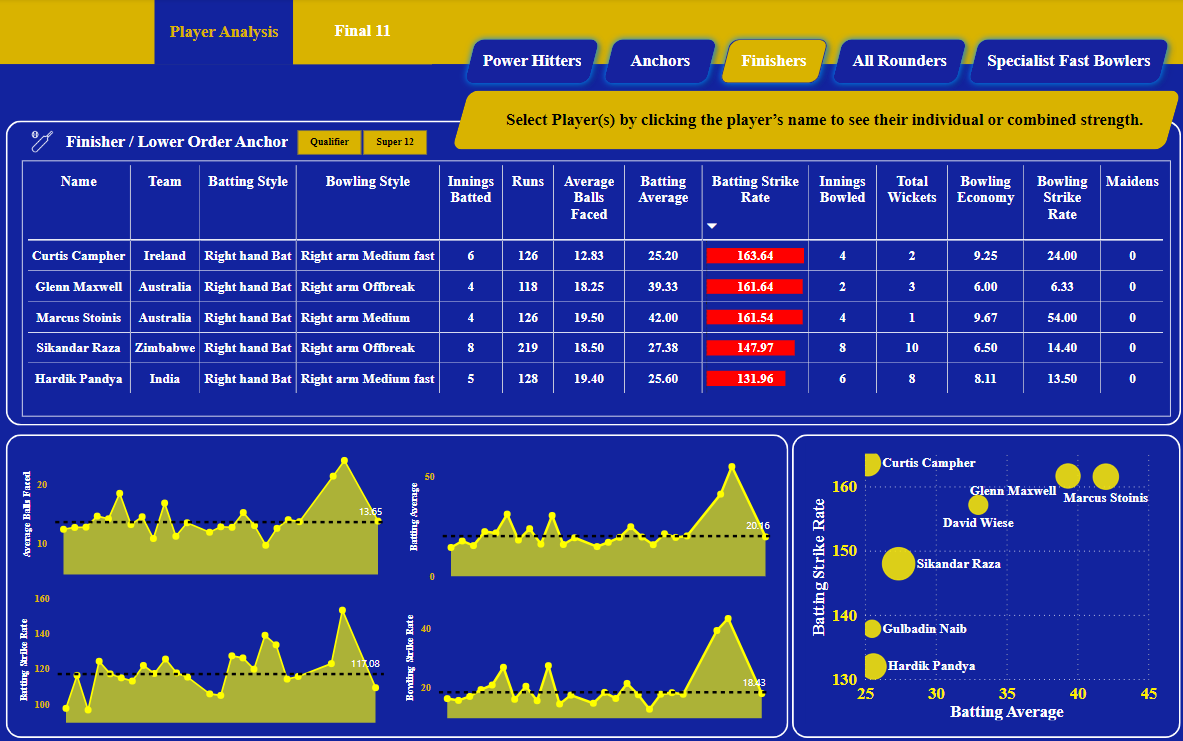 Player Analysis
Final 11
Power Hitters
Anchors
Finishers
All Rounders
Specialist Fast Bowlers
Select Player(s) by clicking the player’s name to see their individual or combined strength.
Finisher / Lower Order Anchor
Qualifier
Super 12
Name Team Batting Style Bowling Style Innings Batted Runs Average Balls Faced Batting Average Batting Strike Rate Innings Bowled Total Wickets Bowling Economy Bowling Strike Rate Maidens
Curtis Campher Ireland Right hand Bat Right arm Medium fast 6 126 12.83 25.20 163.64 4 2 9.25 24.00 0
Glenn Maxwell Australia Right hand Bat Right arm Offbreak 4 118 18.25 39.33 161.64 2 3 6.00 6.33 0
Marcus Stoinis Australia Right hand Bat Right arm Medium 4 126 19.50 42.00 161.54 4 1 9.67 54.00 0
Sikandar Raza Zimbabwe Right hand Bat Right arm Offbreak 8 219 18.50 27.38 147.97 8 10 6.50 14.40 0
Hardik Pandya India Right hand Bat Right arm Medium fast 5 128 19.40 25.60 131.96 6 8 8.11 13.50 0
Average Balls Faced
20
10
13.65
Batting Average
50
0
20.16
Batting Strike Rate
160
140
120
100
117.08
Bowling Strike Rate
40
20
18.43
Batting Strike Rate
160
150
140
130
Curtis Campher
Glenn Maxwell
Marcus Stoinis
David Wiese
Sikandar Raza
Gulbadin Naib
Hardik Pandya
25 30 35 40 45
Batting Average